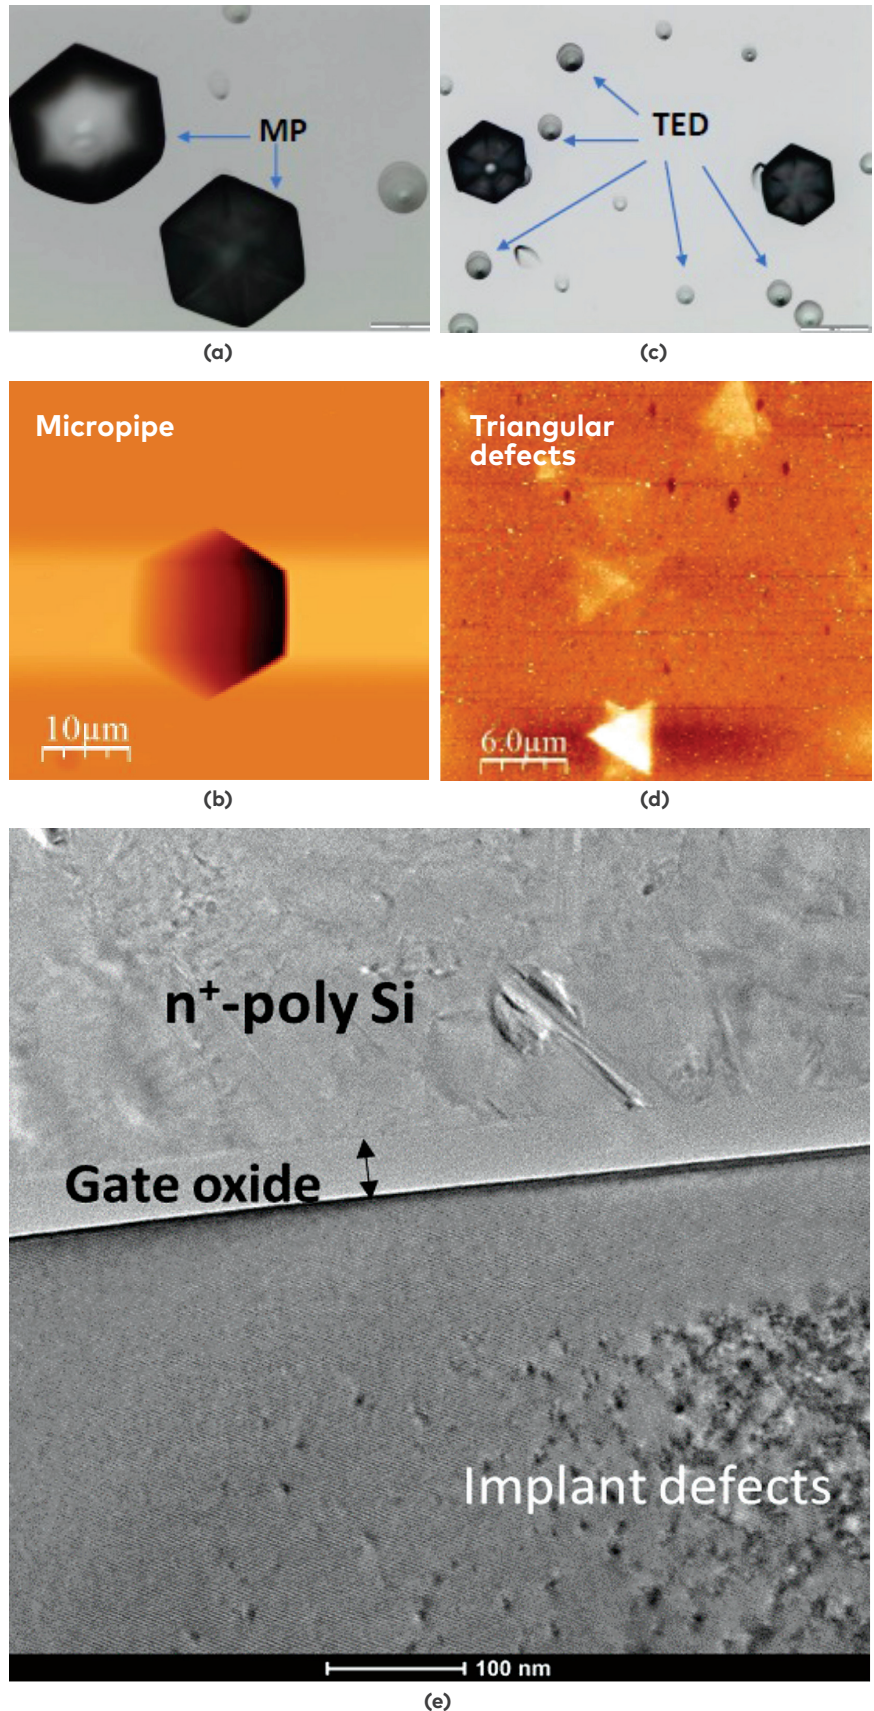 MP
(a)
TED
(c)
Micropipe
10μm
(b)
Triangular
defects
6.0μm
(d)
n⁺-poly Si
Gate oxide
Implant defects
100 nm
(e)